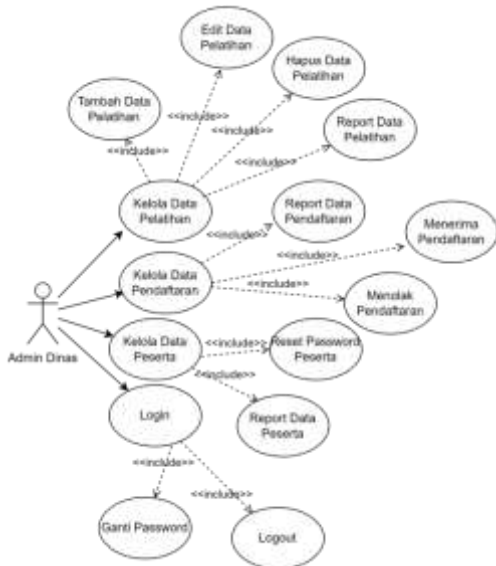 Edit Data
Pelatihan
Hapus Data
Pelatihan
Tambah Data
Pelatihan
<<include>>
<<include>>
Report Data
Pelatihan
<<include>>
<<include>>
Kelola Data
Pelatihan
Report Data
Pendaftaran
Menerima
Pendaftaran
<<include>>
Kelola Data
Pendaftaran
<<include>>
<<include>>
Menolak
Pendaftaran
Admin Dinas
Kelola Data
Peserta
<<include>>
Reset Password
Peserta
<<include>>
Login
Report Data
Peserta
<<include>>
<<include>>
Ganti Password
Logout